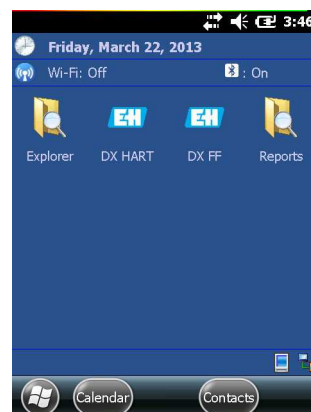 3:46
Friday, March 22, 2013
Wi-Fi: Off : On
E+H E+H
Explorer DX HART DX FF Reports
Calendar Contacts